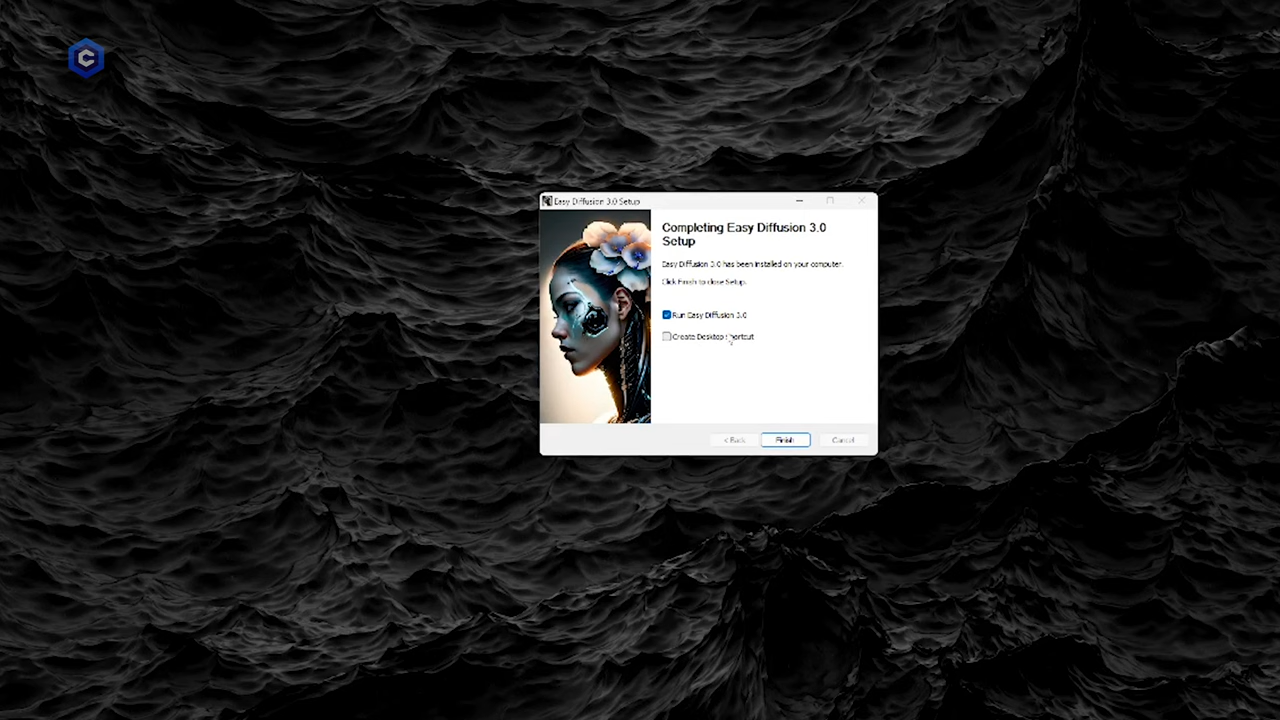 C
Easy Diffusion 3.0 Setup
Completing Easy Diffusion 3.0
Setup
Easy Diffusion 3.0 has been installed on your computer.
Click Finish to close Setup.
Run Easy Diffusion 3.0
Create Desktop Shortcut
< Back
Finish
Cancel